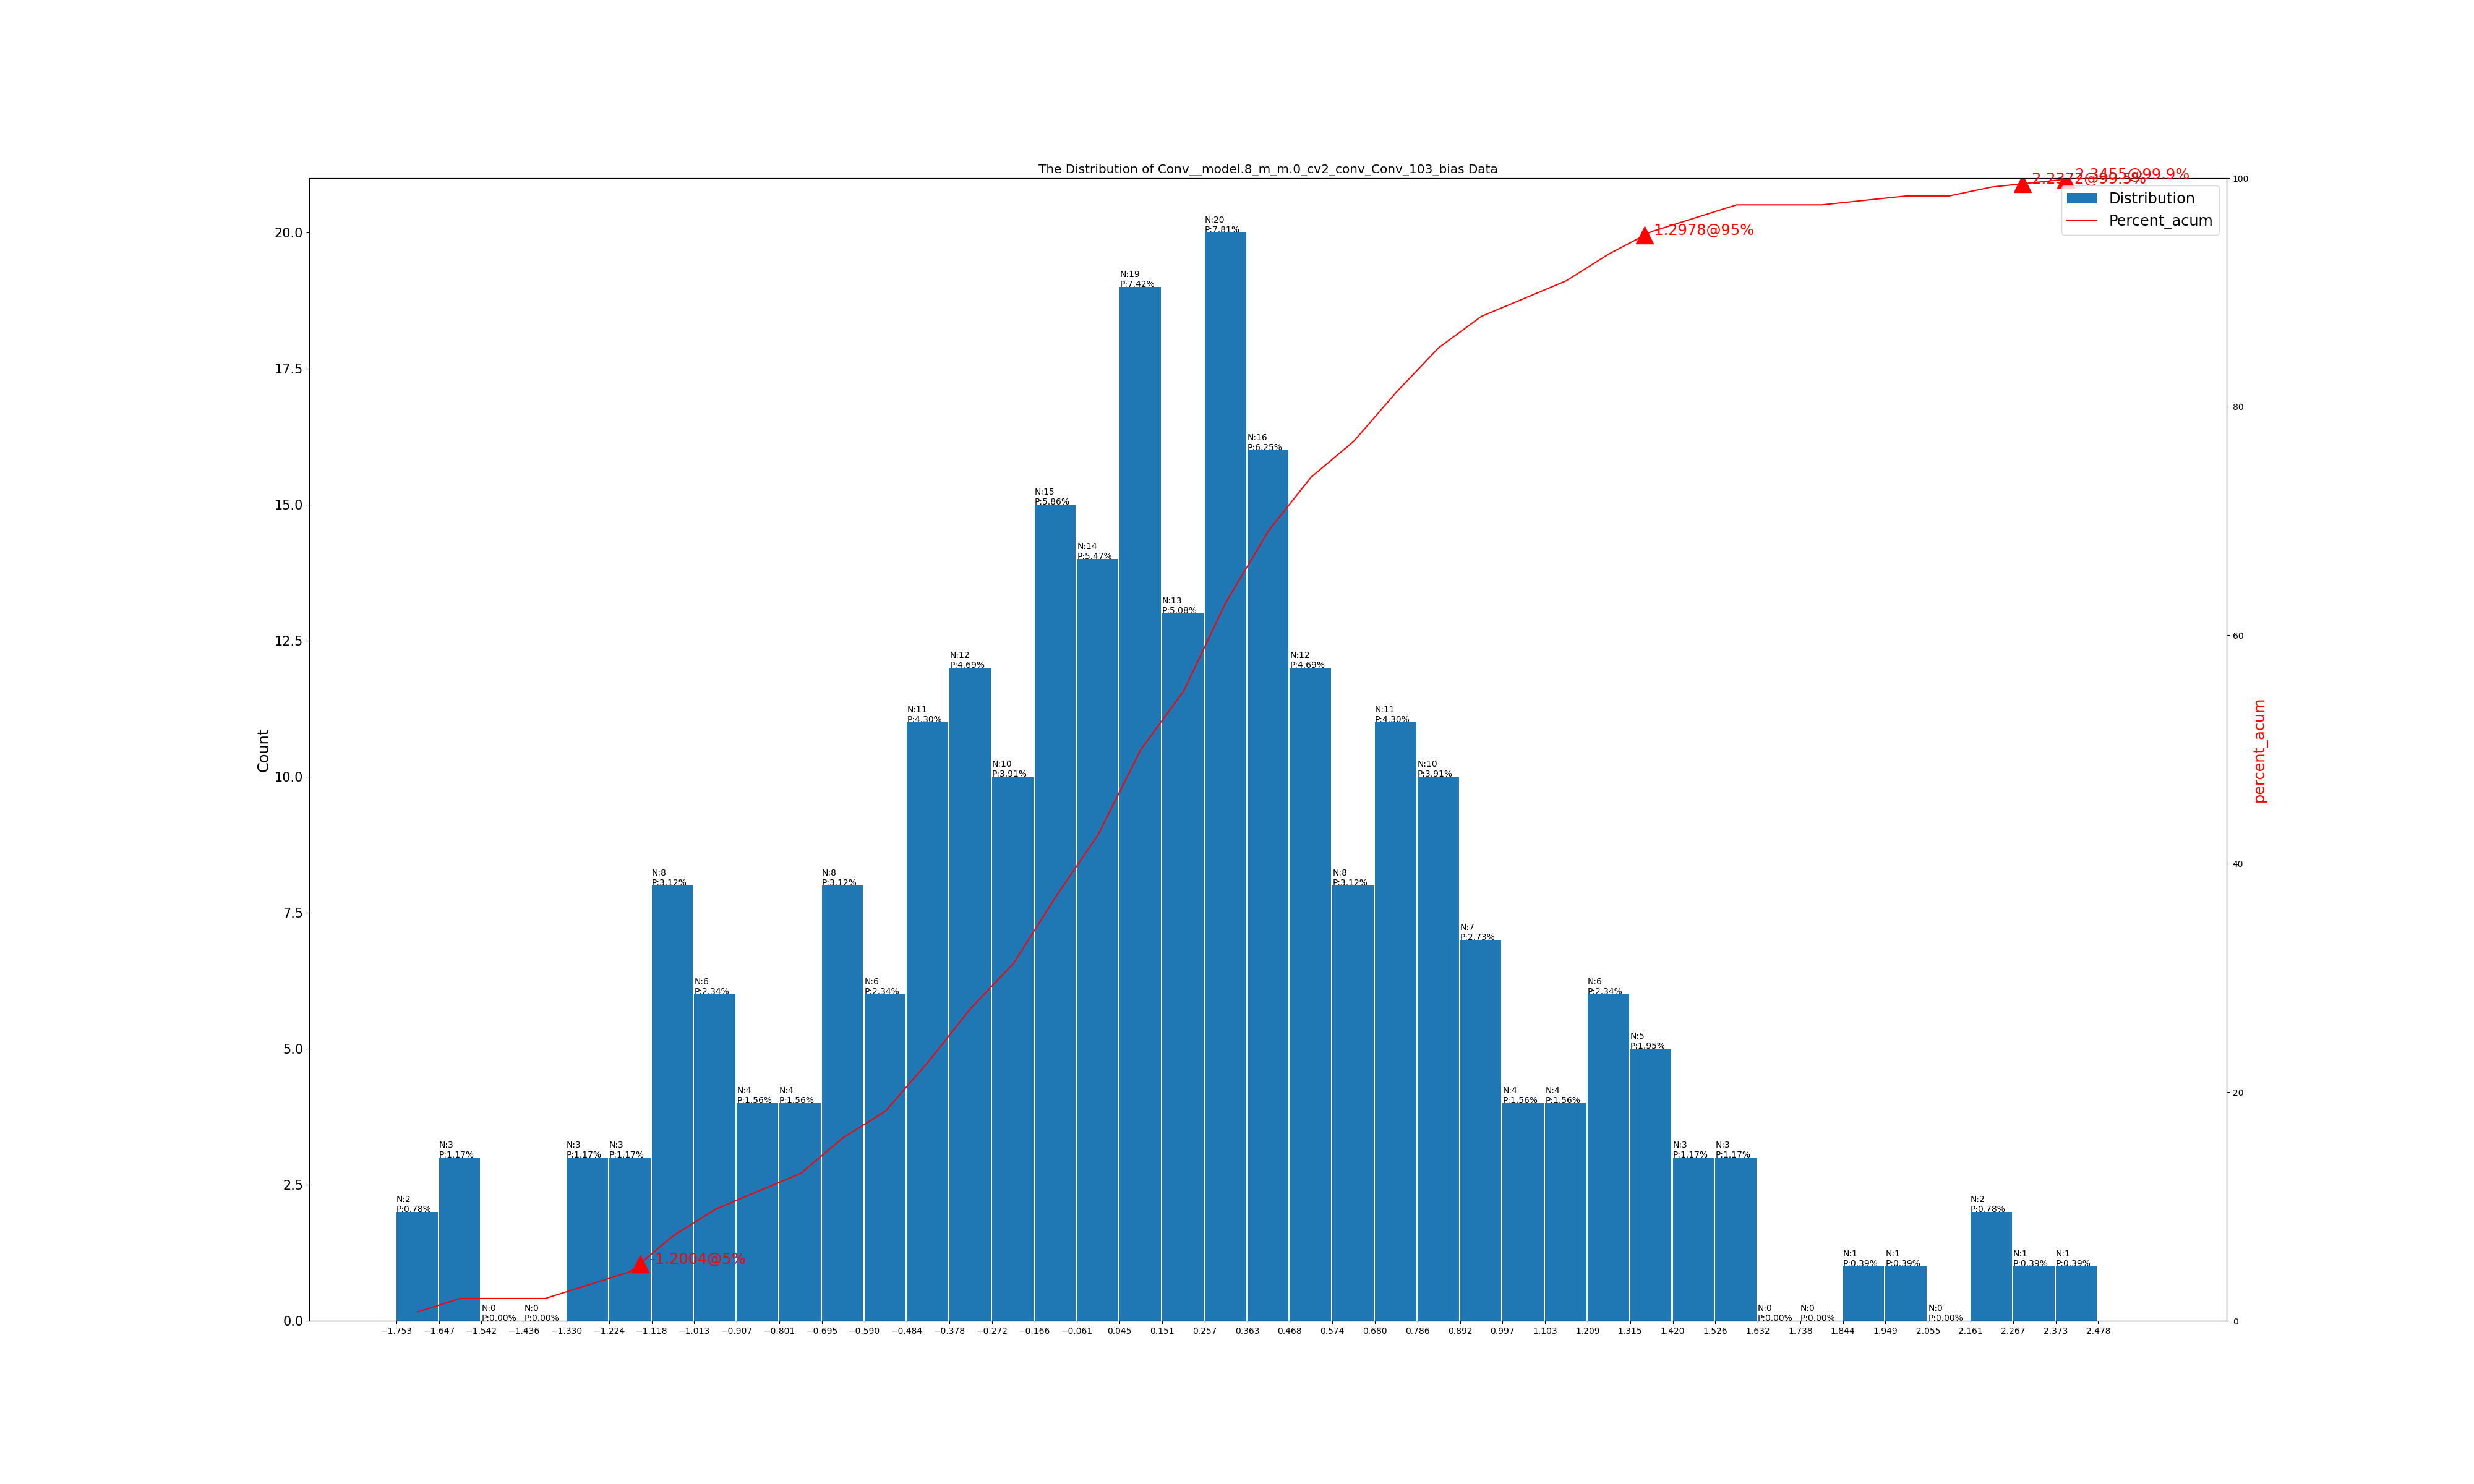 The Distribution of Conv__model.8_m_m.0_cv2_conv_Conv_103_bias Data
2.3455@99.9%
2.2372@99.5%
1.2978@95%
-1.2004@5%
Distribution
Percent_acum
Count
20.0
17.5
15.0
12.5
10.0
7.5
5.0
2.5
0.0
percent_acum
100
80
60
40
20
0
N:2
P:0.78%
N:3
P:1.17%
N:0
P:0.00%
N:0
P:0.00%
N:3
P:1.17%
N:3
P:1.17%
N:8
P:3.12%
N:6
P:2.34%
N:4
P:1.56%
N:4
P:1.56%
N:8
P:3.12%
N:6
P:2.34%
N:11
P:4.30%
N:12
P:4.69%
N:10
P:3.91%
N:15
P:5.86%
N:14
P:5.47%
N:19
P:7.42%
N:13
P:5.08%
N:20
P:7.81%
N:16
P:6.25%
N:12
P:4.69%
N:8
P:3.12%
N:11
P:4.30%
N:10
P:3.91%
N:7
P:2.73%
N:4
P:1.56%
N:4
P:1.56%
N:6
P:2.34%
N:5
P:1.95%
N:3
P:1.17%
N:3
P:1.17%
N:0
P:0.00%
N:0
P:0.00%
N:1
P:0.39%
N:1
P:0.39%
N:0
P:0.00%
N:2
P:0.78%
N:1
P:0.39%
N:1
P:0.39%
−1.753 −1.647 −1.542 −1.436 −1.330 −1.224 −1.118 −1.013 −0.907 −0.801 −0.695 −0.590 −0.484 −0.378 −0.272 −0.166 −0.061 0.045 0.151 0.257 0.363 0.468 0.574 0.680 0.786 0.892 0.997 1.103 1.209 1.315 1.420 1.526 1.632 1.738 1.844 1.949 2.055 2.161 2.267 2.373 2.478